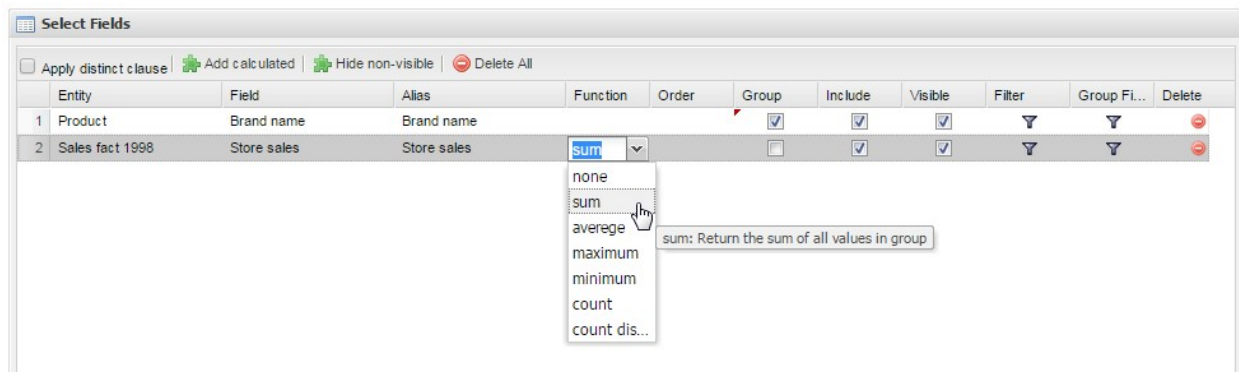 Select Fields
Apply distinct clause Add calculated Hide non-visible Delete All
Entity Field Alias Function Order Group Include Visible Filter Group Fi... Delete
1 Product Brand name Brand name
2 Sales fact 1998 Store sales Store sales sum
none
sum
averege
sum: Return the sum of all values in group
maximum
minimum
count
count dis...